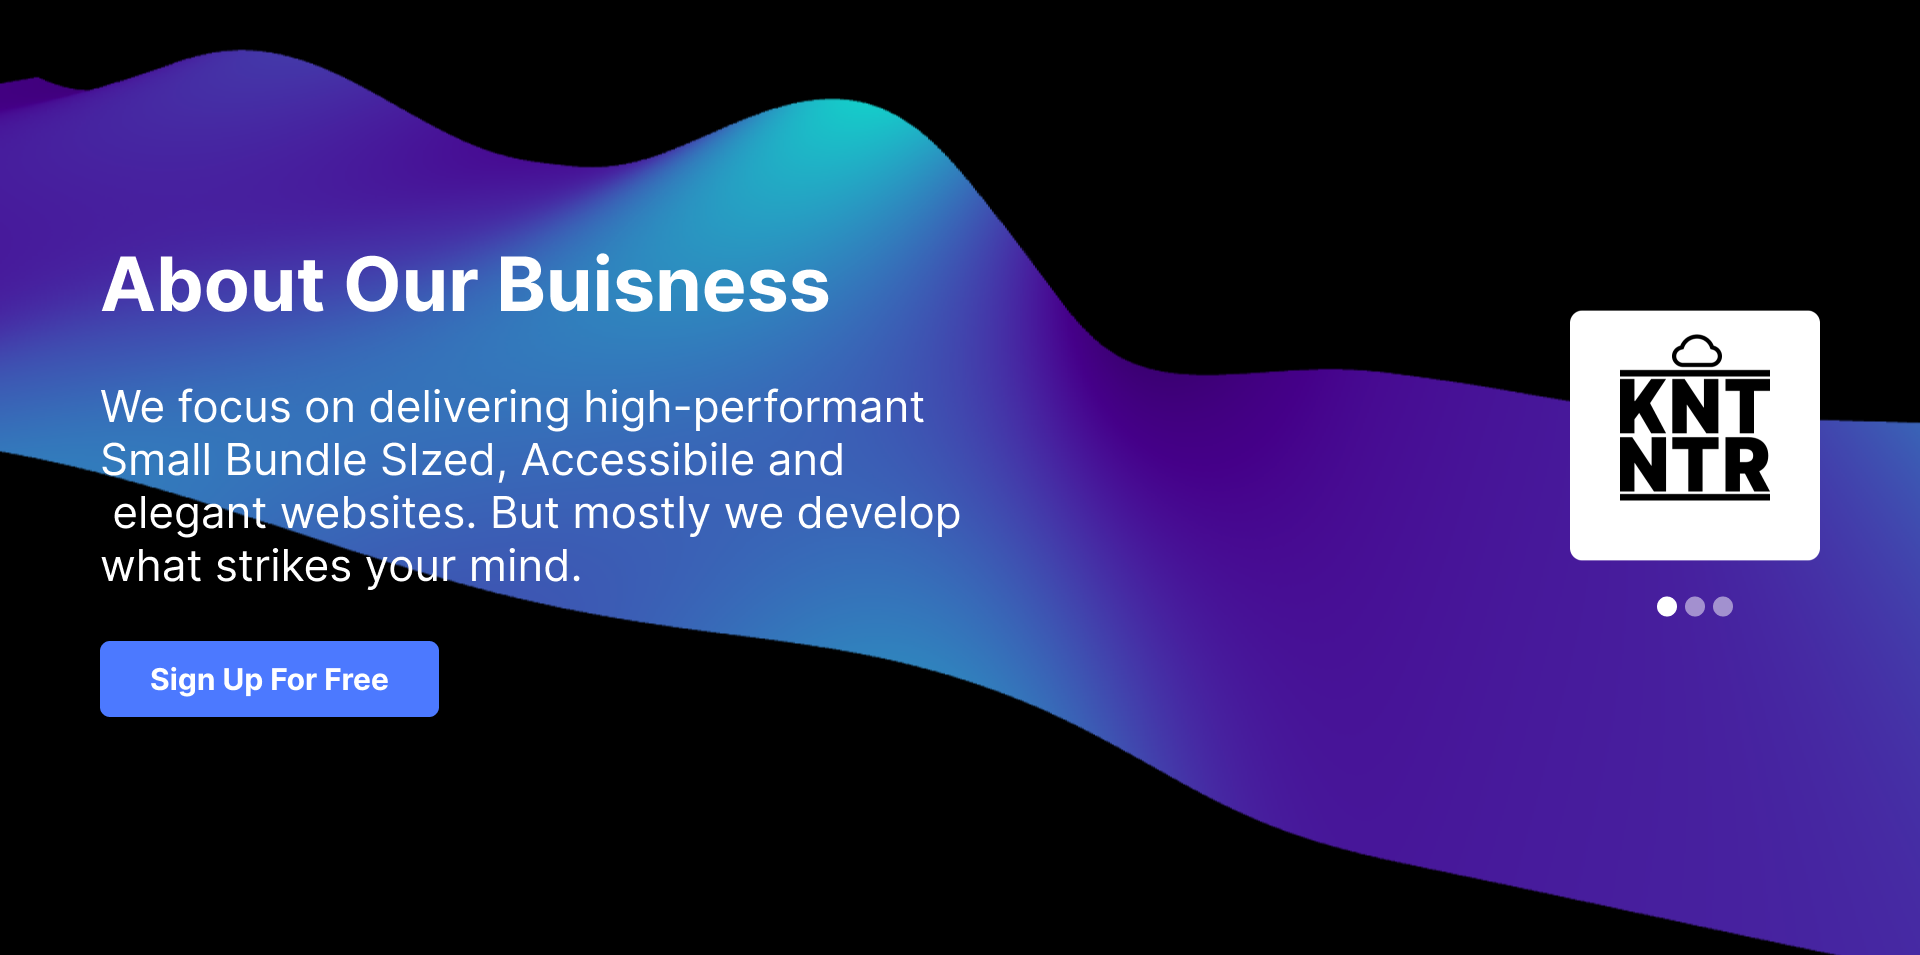 About Our Buisness
We focus on delivering high-performant
Small Bundle SIzed, Accessibile and
elegant websites. But mostly we develop
what strikes your mind.
Sign Up For Free
KNT
NTR